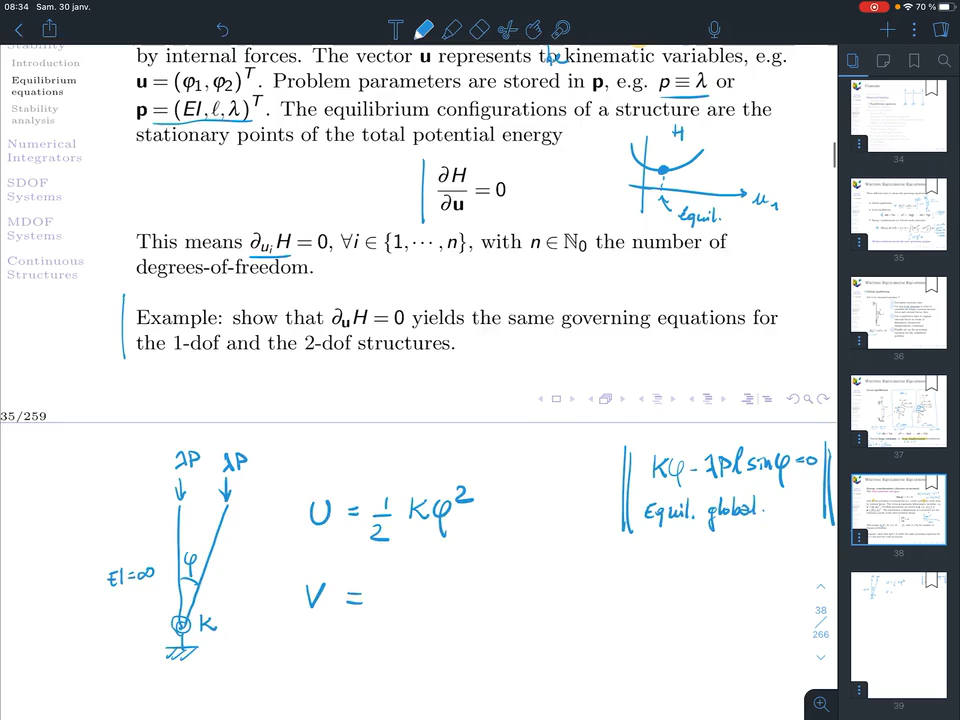 08:34 Sam. 30 janv.
70 %
Introduction
Equilibrium
equations
Stability
analysis
Numerical
Integrators
SDOF
Systems
MDOF
Systems
Continuous
Structures
by internal forces. The vector u represents the kinematic variables, e.g.
u = (φ₁, φ₂)ᵀ. Problem parameters are stored in p, e.g. p ≡ λ or
p = (EI, ℓ, λ)ᵀ. The equilibrium configurations of a structure are the
stationary points of the total potential energy
H
∂H/∂u = 0
u₁
equil.
This means ∂uᵢH = 0, ∀i ∈ {1, ⋯, n}, with n ∈ ℕ₀ the number of
degrees-of-freedom.
Example: show that ∂uH = 0 yields the same governing equations for
the 1-dof and the 2-dof structures.
35/259
λP λP
φ
EI = ∞
K
U = 1/2 Kφ²
V =
Kφ - λPl sinφ = 0
Equil. global.
34
35
36
37
38
39
38
266